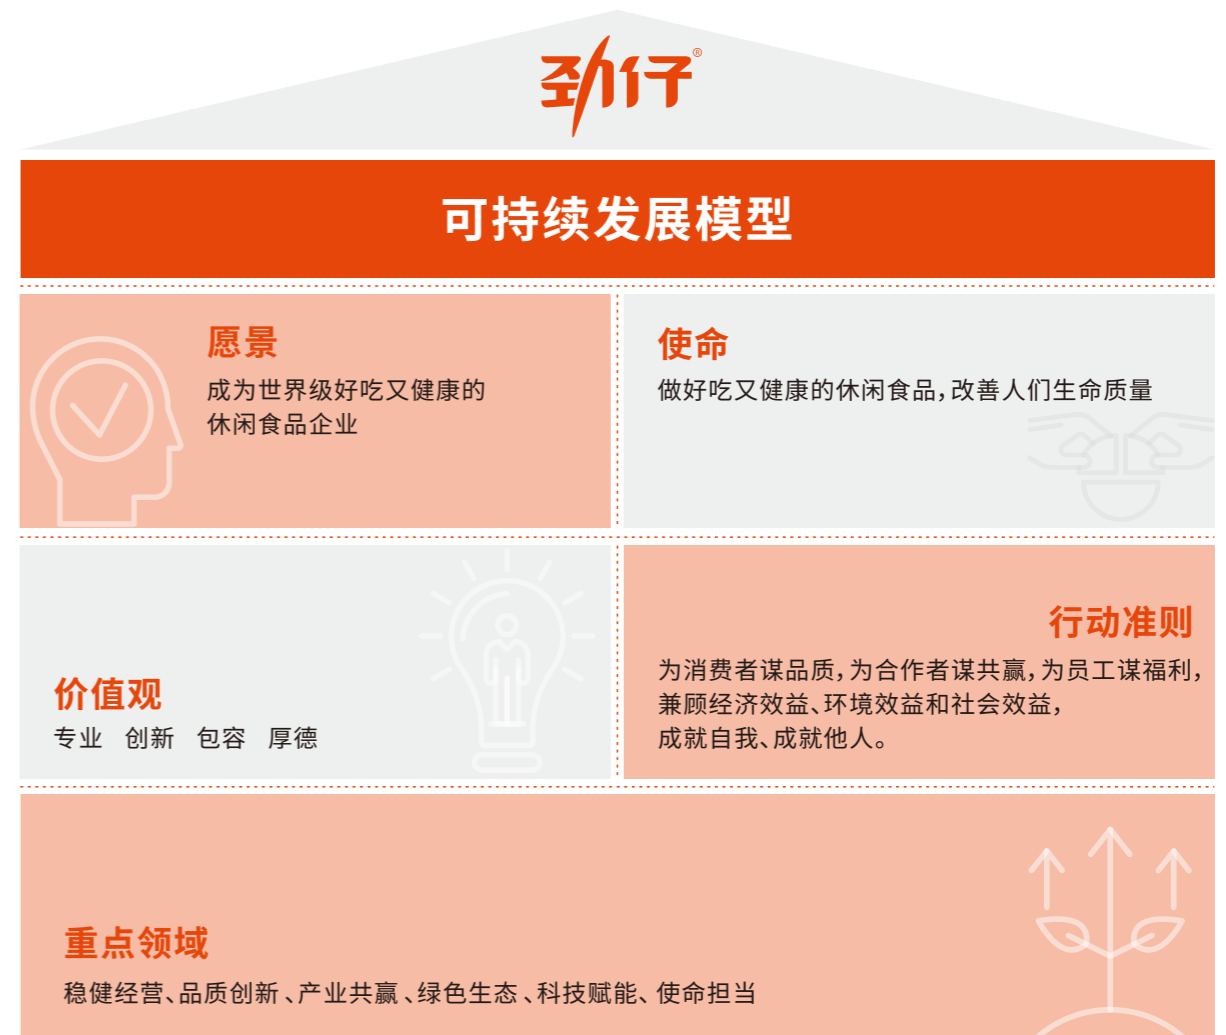 劲仔®
可持续发展模型
愿景
成为世界级好吃又健康的
休闲食品企业
使命
做好吃又健康的休闲食品，改善人们生命质量
价值观
专业 创新 包容 厚德
行动准则
为消费者谋品质，为合作者谋共赢，为员工谋福利，
兼顾经济效益、环境效益和社会效益，
成就自我、成就他人。
重点领域
稳健经营、品质创新、产业共赢、绿色生态、科技赋能、使命担当